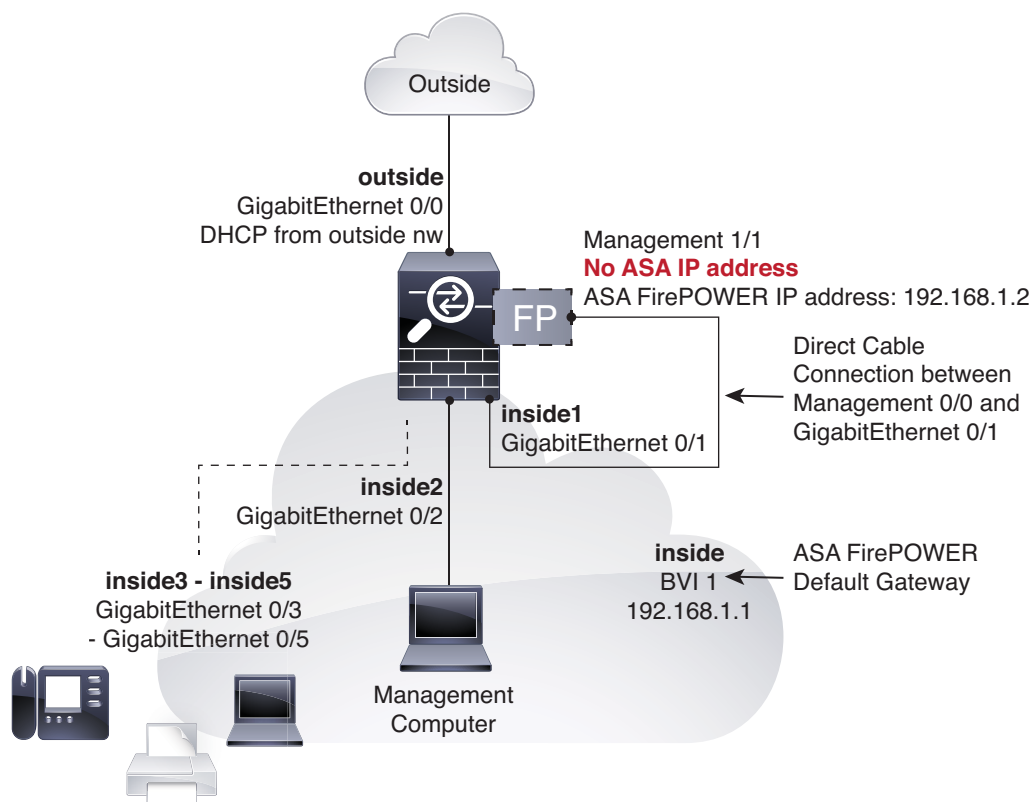 Outside
outside
GigabitEthernet 0/0
DHCP from outside nw
Management 1/1
No ASA IP address
ASA FirePOWER IP address: 192.168.1.2
FP
Direct Cable
Connection between
Management 0/0 and
GigabitEthernet 0/1
inside1
GigabitEthernet 0/1
inside2
GigabitEthernet 0/2
inside
BVI 1
192.168.1.1
ASA FirePOWER
Default Gateway
inside3 - inside5
GigabitEthernet 0/3
- GigabitEthernet 0/5
Management
Computer